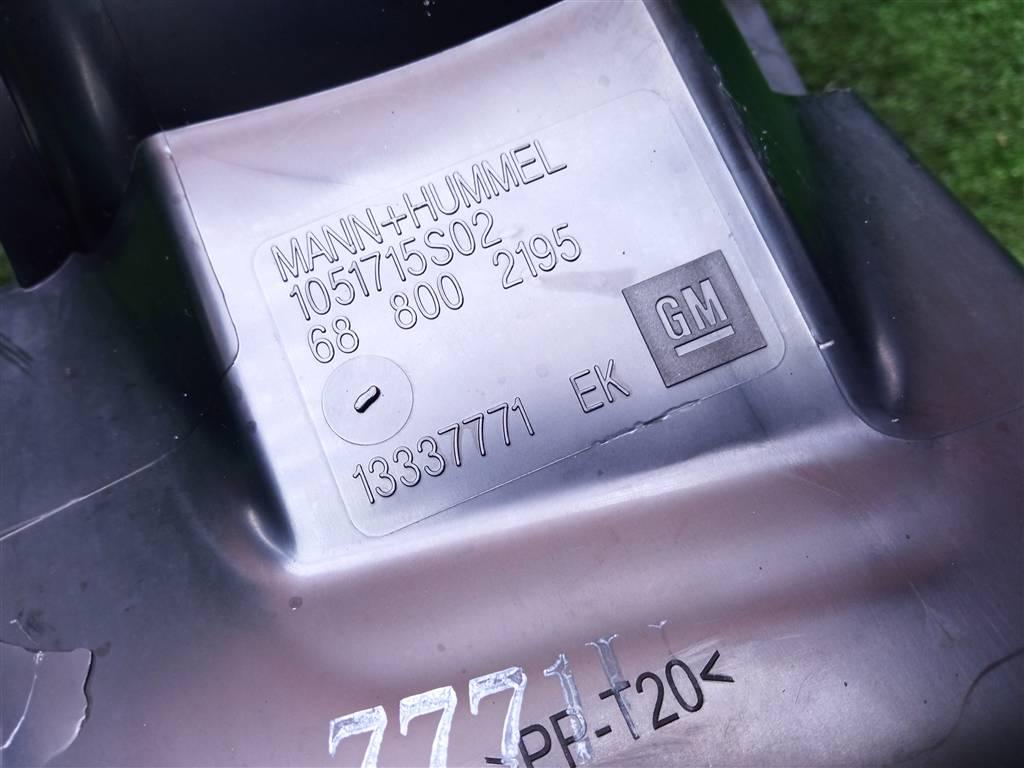 MANN+HUMMEL
1051715S02
68 800 2195
GM
13337771 EK
7771
>PP-T20<